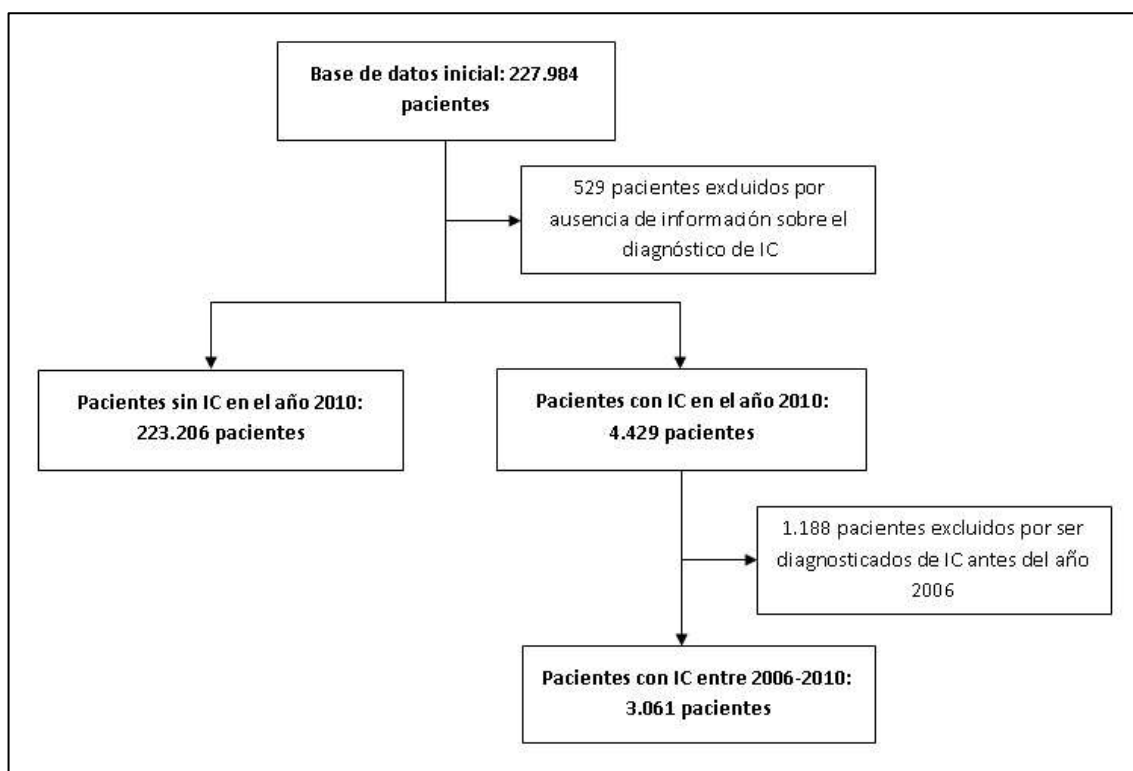 Base de datos inicial: 227.984
pacientes
529 pacientes excluidos por
ausencia de información sobre el
diagnóstico de IC
Pacientes sin IC en el año 2010:
223.206 pacientes
Pacientes con IC en el año 2010:
4.429 pacientes
1.188 pacientes excluidos por ser
diagnosticados de IC antes del año
2006
Pacientes con IC entre 2006-2010:
3.061 pacientes